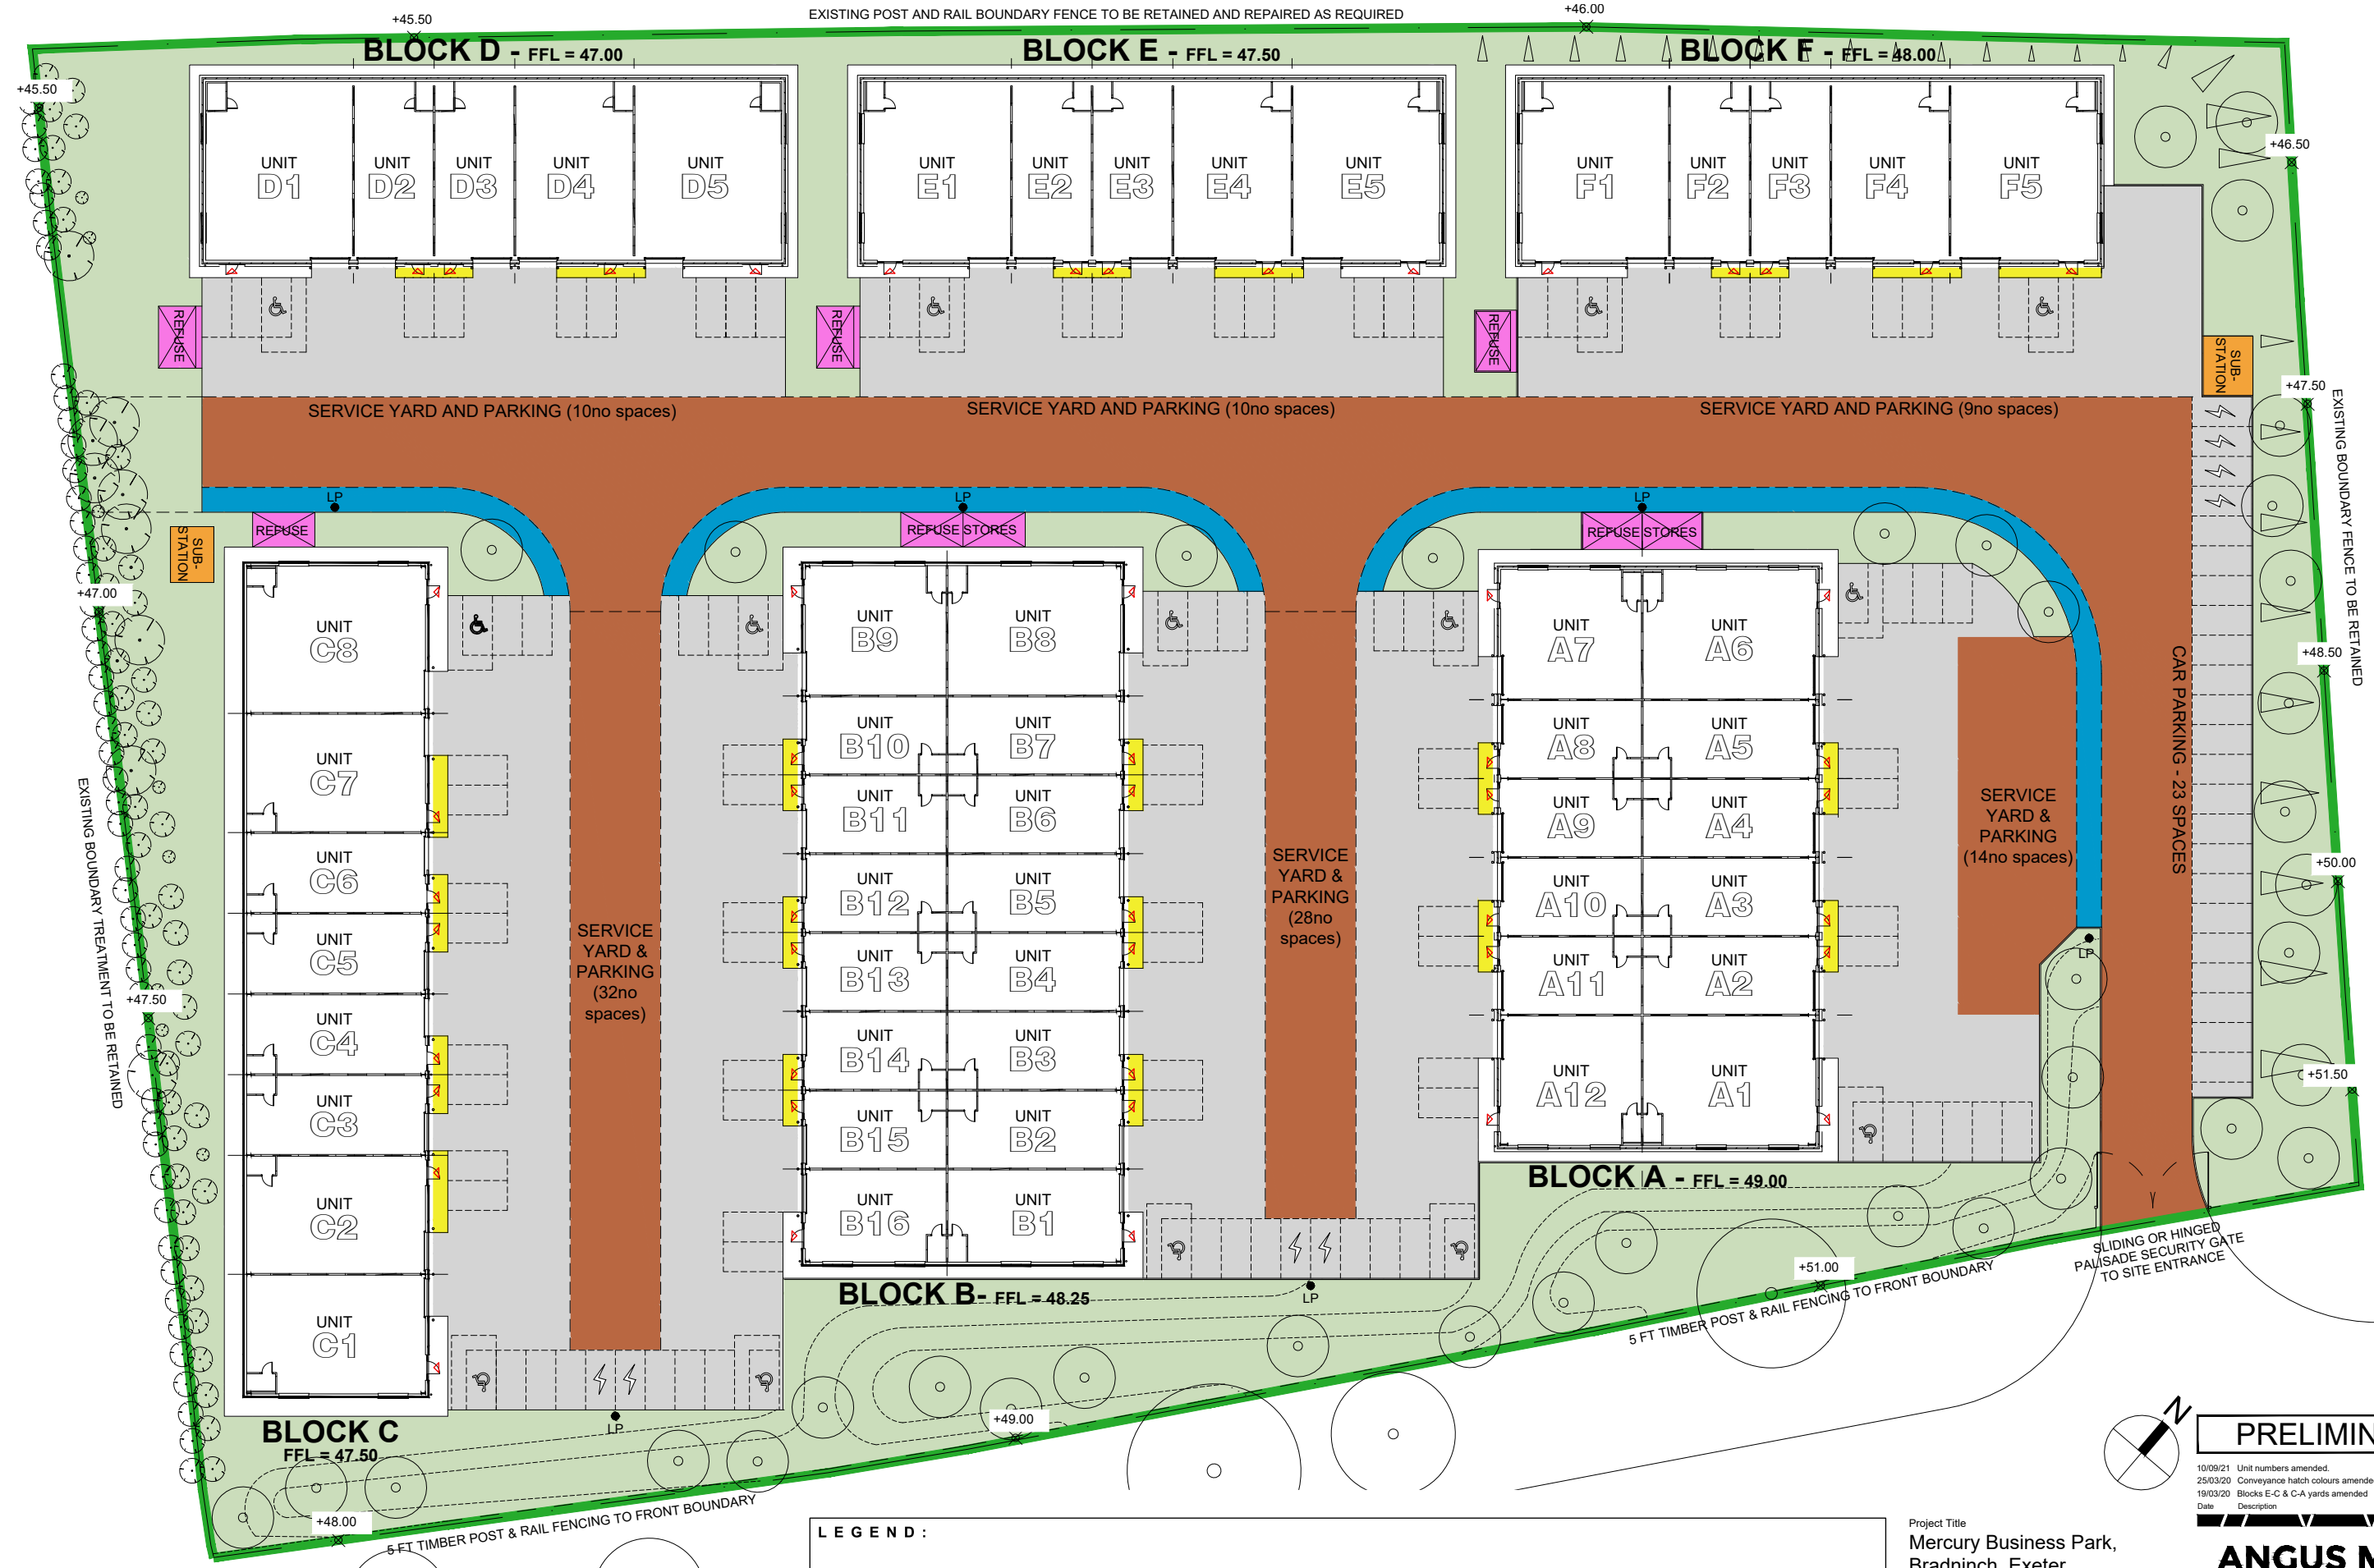 +45.50
EXISTING POST AND RAIL BOUNDARY FENCE TO BE RETAINED AND REPAIRED AS REQUIRED
+46.00
BLOCK D - FFL = 47.00
BLOCK E - FFL = 47.50
BLOCK F - FFL = 48.00
+45.50
+46.50
UNIT
D1
UNIT
D2
UNIT
D3
UNIT
D4
UNIT
D5
UNIT
E1
UNIT
E2
UNIT
E3
UNIT
E4
UNIT
E5
UNIT
F1
UNIT
F2
UNIT
F3
UNIT
F4
UNIT
F5
REFUSE
REFUSE
REFUSE
SUB-
STATION
+47.50
EXISTING BOUNDARY FENCE TO BE RETAINED
SERVICE YARD AND PARKING (10no spaces)
SERVICE YARD AND PARKING (10no spaces)
SERVICE YARD AND PARKING (9no spaces)
LP
LP
LP
REFUSE
REFUSE STORES
REFUSE STORES
SUB-
STATION
+47.00
+48.50
UNIT
C8
UNIT
C7
UNIT
C6
UNIT
C5
UNIT
C4
UNIT
C3
UNIT
C2
UNIT
C1
SERVICE
YARD &
PARKING
(32no
spaces)
UNIT
B9
UNIT
B8
UNIT
B10
UNIT
B7
UNIT
B11
UNIT
B6
UNIT
B12
UNIT
B5
UNIT
B13
UNIT
B4
UNIT
B14
UNIT
B3
UNIT
B15
UNIT
B2
UNIT
B16
UNIT
B1
SERVICE
YARD &
PARKING
(28no
spaces)
UNIT
A7
UNIT
A6
UNIT
A8
UNIT
A5
UNIT
A9
UNIT
A4
UNIT
A10
UNIT
A3
UNIT
A11
UNIT
A2
UNIT
A12
UNIT
A1
SERVICE
YARD &
PARKING
(14no spaces)
CAR PARKING - 23 SPACES
+50.00
LP
EXISTING BOUNDARY TREATMENT TO BE RETAINED
+47.50
+51.50
BLOCK A - FFL = 49.00
SLIDING OR HINGED
PALISADE SECURITY GATE
TO SITE ENTRANCE
+51.00
5 FT TIMBER POST & RAIL FENCING TO FRONT BOUNDARY
BLOCK B- FFL = 48.25
LP
LP
BLOCK C
FFL = 47.50
+49.00
+48.00
5 FT TIMBER POST & RAIL FENCING TO FRONT BOUNDARY
LEGEND:
N
PRELIMIN
10/09/21 Unit numbers amended.
25/03/20 Conveyance hatch colours amende
19/03/20 Blocks E-C & C-A yards amended
Date Description
Project Title
Mercury Business Park,
Bradninch, Exeter
ANGUS M